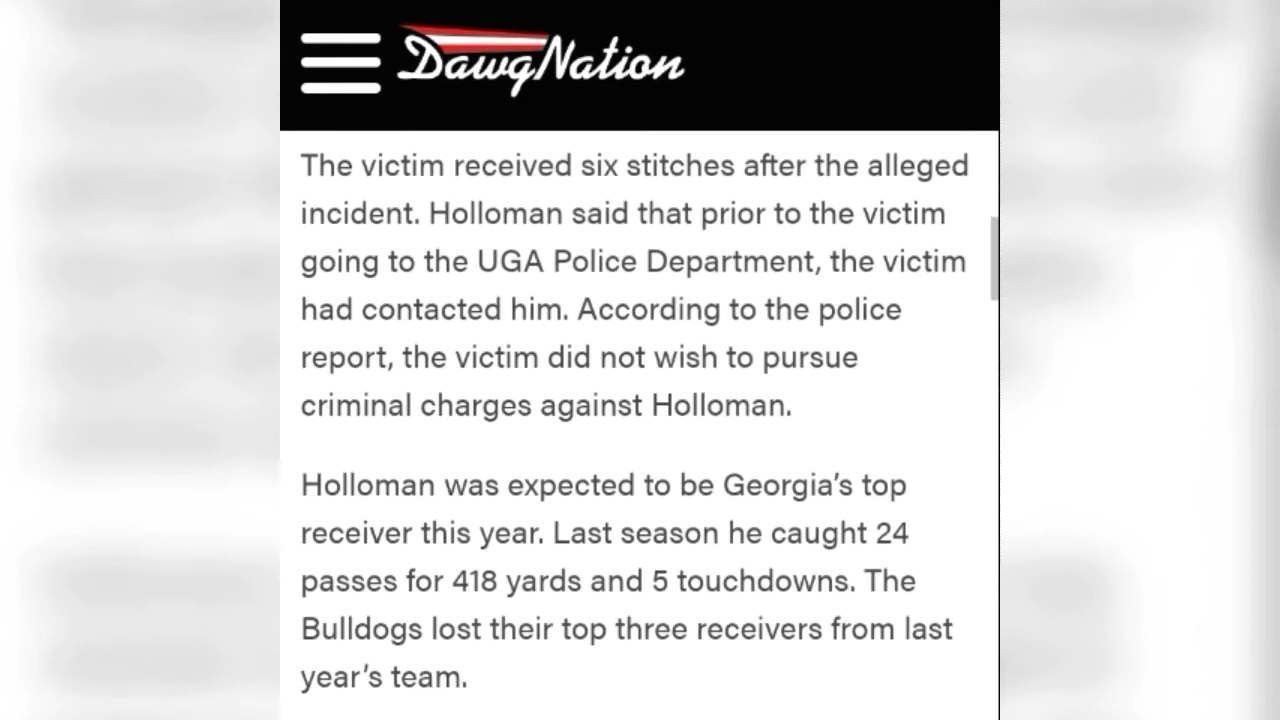 DawgNation
The victim received six stitches after the alleged
incident. Holloman said that prior to the victim
going to the UGA Police Department, the victim
had contacted him. According to the police
report, the victim did not wish to pursue
criminal charges against Holloman.
Holloman was expected to be Georgia’s top
receiver this year. Last season he caught 24
passes for 418 yards and 5 touchdowns. The
Bulldogs lost their top three receivers from last
year’s team.